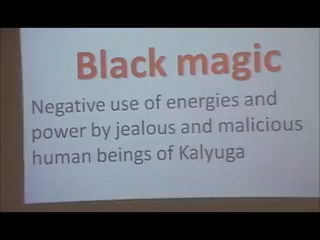 Black magic
Negative use of energies and
power by jealous and malicious
human beings of Kalyuga